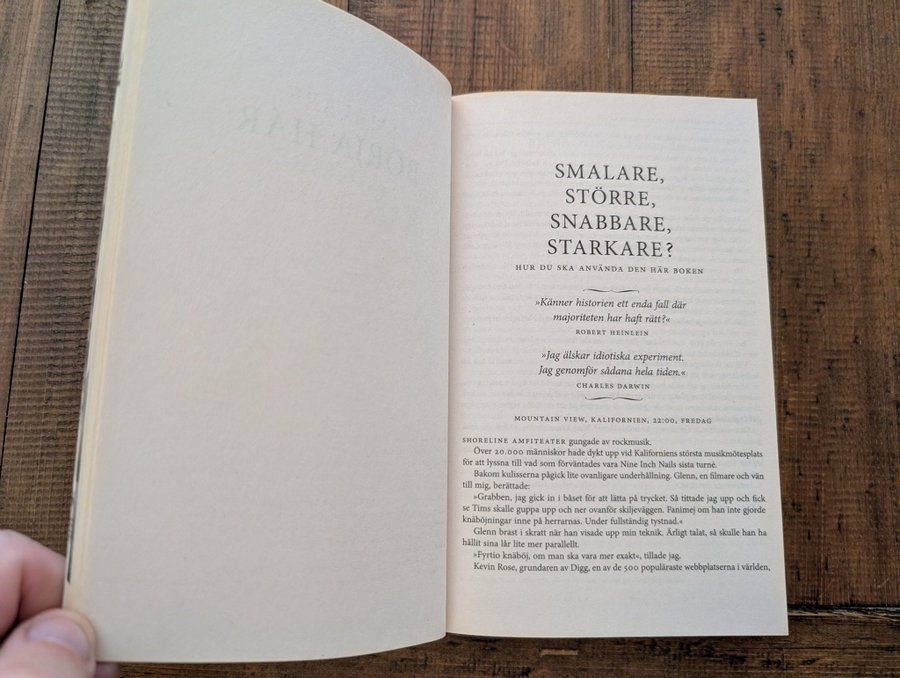 BÖRJA HÄR
SMALARE,
STÖRRE,
SNABBARE,
STARKARE?
HUR DU SKA ANVÄNDA DEN HÄR BOKEN
»Känner historien ett enda fall där
majoriteten har haft rätt?«
ROBERT HEINLEIN
»Jag älskar idiotiska experiment.
Jag genomför sådana hela tiden.«
CHARLES DARWIN
MOUNTAIN VIEW, KALIFORNIEN, 22:00, FREDAG
SHORELINE AMFITEATER gungade av rockmusik.
Över 20.000 människor hade dykt upp vid Kaliforniens största musikmötesplats
för att lyssna till vad som förväntades vara Nine Inch Nails sista turné.
Bakom kulisserna pågick lite ovanligare underhållning. Glenn, en filmare och vän
till mig, berättade:
»Grabben, jag gick in i båset för att lätta på trycket. Så tittade jag upp och fick
se Tims skalle guppa upp och ner ovanför skiljeväggen. Fanimej om han inte gjorde
knäböjningar inne på herrarnas. Under fullständig tystnad.«
Glenn brast i skratt när han visade upp min teknik. Ärligt talat, så skulle han ha
hållit sina lår lite mer parallellt.
»Fyrtio knäböj, om man ska vara mer exakt«, tillade jag.
Kevin Rose, grundaren av Digg, en av de 500 populäraste webbplatserna i världen,